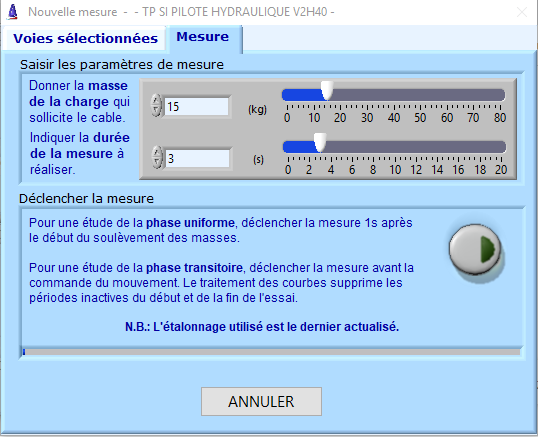 Nouvelle mesure - - TP SI PILOTE HYDRAULIQUE V2H40 -
Voies sélectionnées Mesure
Saisir les paramètres de mesure
Donner la masse
de la charge qui
sollicite le cable.
15 (kg)
0 10 20 30 40 50 60 70 80
Indiquer la durée
de la mesure à
réaliser.
3 (s)
0 2 4 6 8 10 12 14 16 18 20
Déclencher la mesure
Pour une étude de la phase uniforme, déclencher la mesure 1s après
le début du soulèvement des masses.
Pour une étude de la phase transitoire, déclencher la mesure avant la
commande du mouvement. Le traitement des courbes supprime les
périodes inactives du début et de la fin de l'essai.
N.B.: L'étalonnage utilisé est le dernier actualisé.
ANNULER